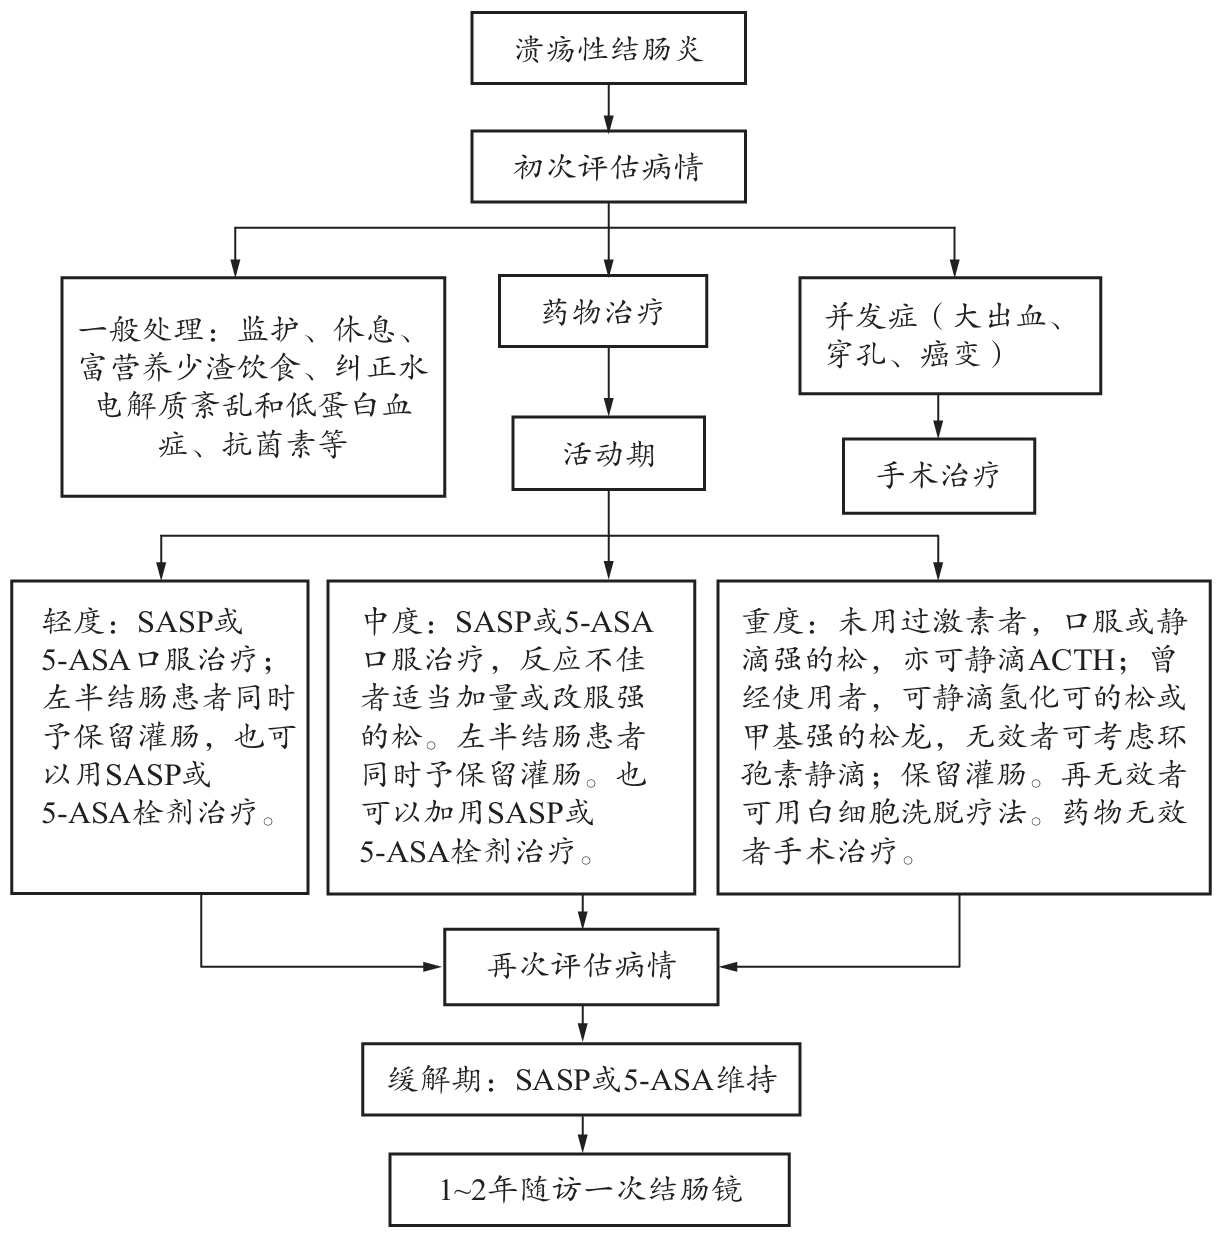 溃疡性结肠炎
初次评估病情
一般处理：监护、休息、
富营养少渣饮食、纠正水
电解质紊乱和低蛋白血
症、抗菌素等
药物治疗
并发症（大出血、
穿孔、癌变）
手术治疗
活动期
轻度：SASP或
5-ASA口服治疗；
左半结肠患者同时
予保留灌肠，也可
以用SASP或
5-ASA栓剂治疗。
中度：SASP或5-ASA
口服治疗，反应不佳
者适当加量或改服强
的松。左半结肠患者
同时予保留灌肠。也
可以加用SASP或
5-ASA栓剂治疗。
重度：未用过激素者，口服或静
滴强的松，亦可静滴ACTH；曾
经使用者，可静滴氢化可的松或
甲基强的松龙，无效者可考虑环
孢素静滴；保留灌肠。再无效者
可用白细胞洗脱疗法。药物无效
者手术治疗。
再次评估病情
缓解期：SASP或5-ASA维持
1~2年随访一次结肠镜